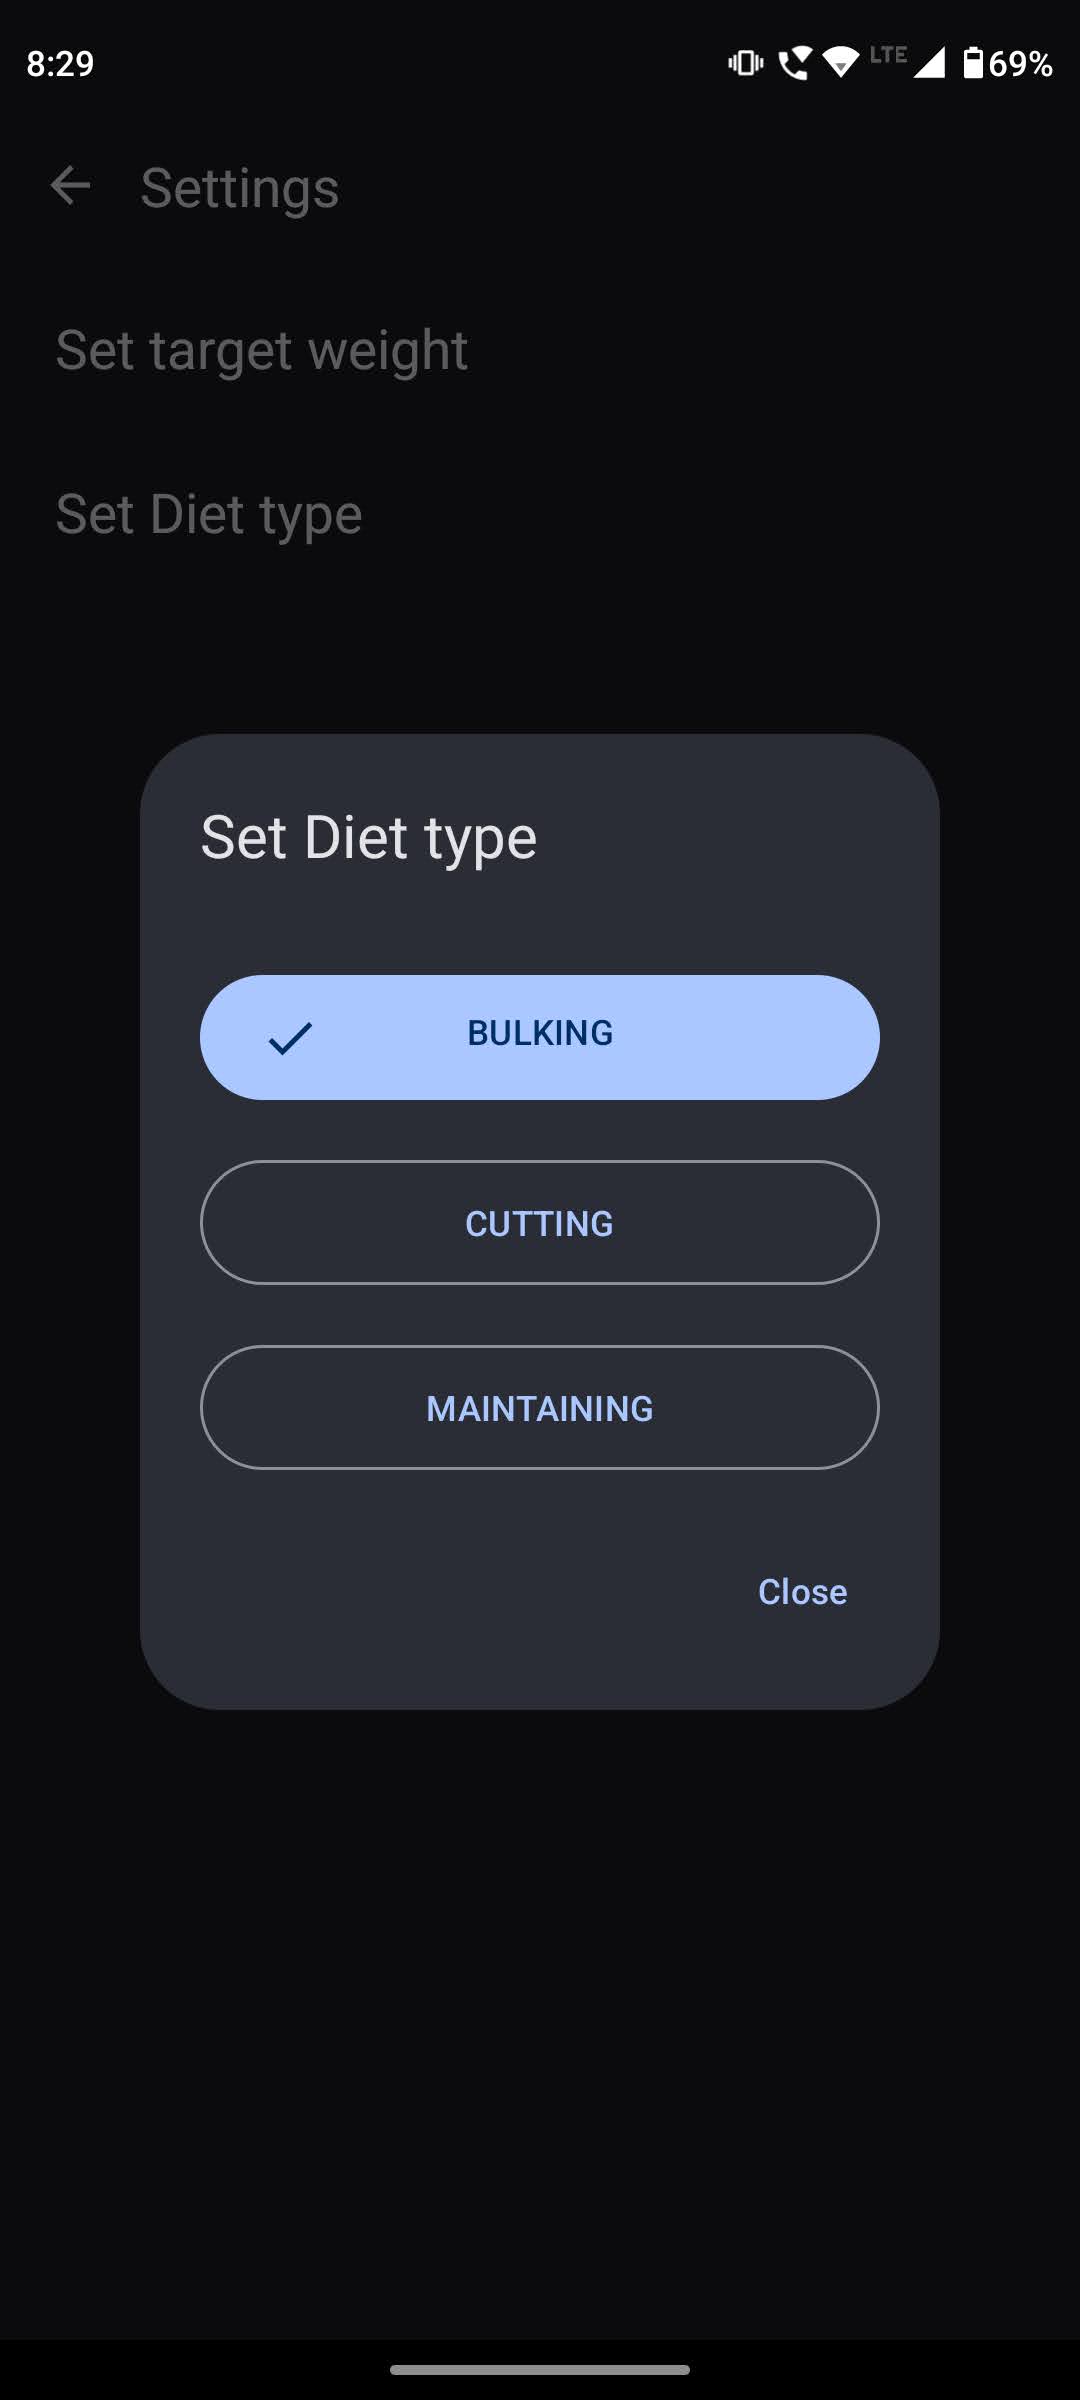 8:29
LTE
69%
Settings
Set target weight
Set Diet type
Set Diet type
BULKING
CUTTING
MAINTAINING
Close